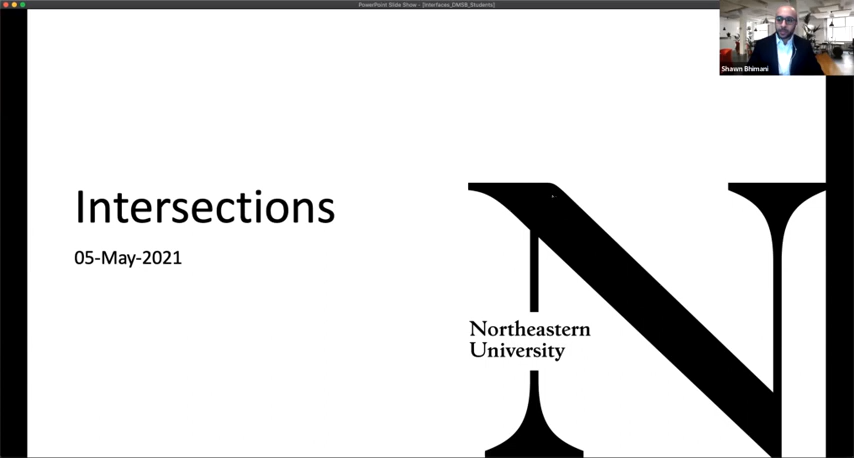 PowerPoint Slide Show - [Interfaces_DMSB_Students]
Shawn Bhimani
Intersections
05-May-2021
Northeastern
University